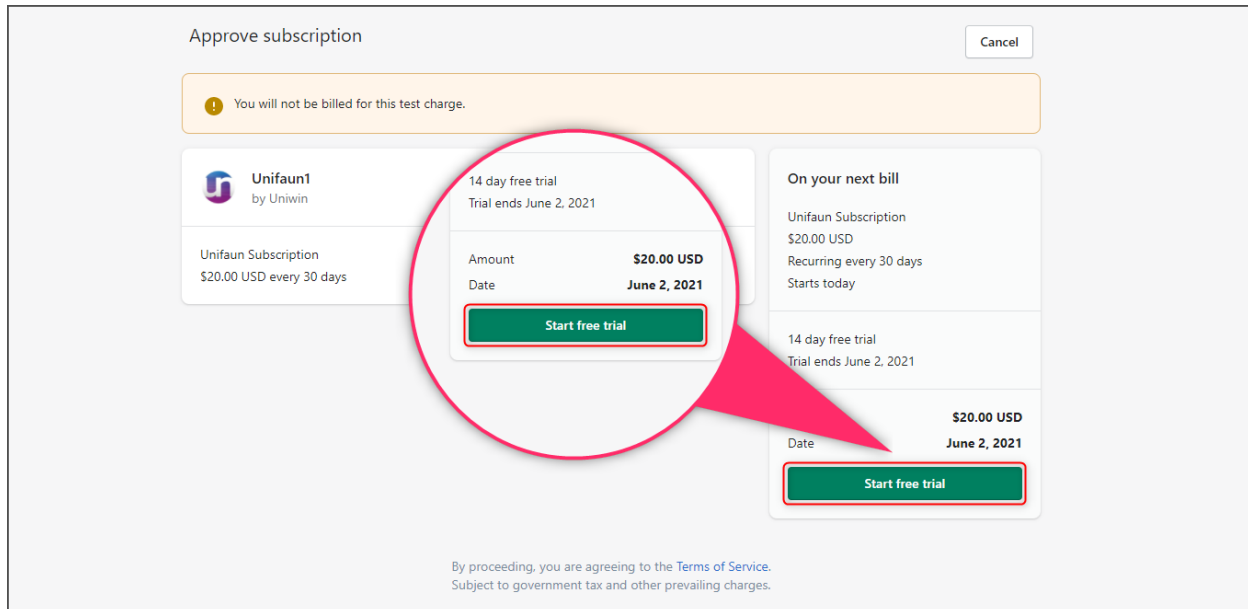 Approve subscription
Cancel
You will not be billed for this test charge.
Unifaun1
by Uniwin
Unifaun Subscription
$20.00 USD every 30 days
14 day free trial
Trial ends June 2, 2021
Amount $20.00 USD
Date June 2, 2021
Start free trial
On your next bill
Unifaun Subscription
$20.00 USD
Recurring every 30 days
Starts today
14 day free trial
Trial ends June 2, 2021
$20.00 USD
Date June 2, 2021
Start free trial
By proceeding, you are agreeing to the Terms of Service.
Subject to government tax and other prevailing charges.